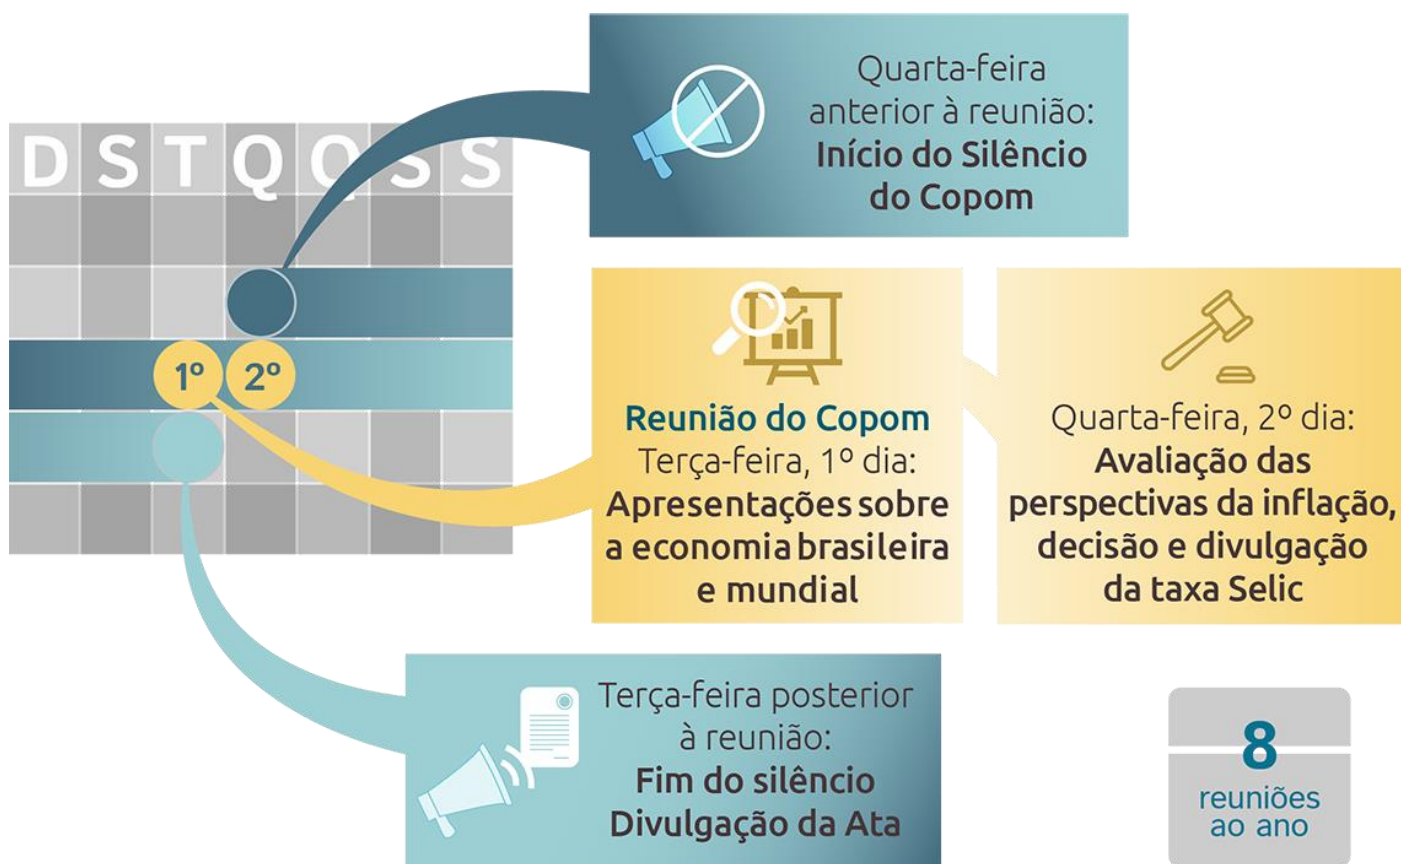 D S T Q Q S S
Quarta-feira
anterior à reunião:
Início do Silêncio
do Copom
1º 2º
Reunião do Copom
Terça-feira, 1º dia:
Apresentações sobre
a economia brasileira
e mundial
Quarta-feira, 2º dia:
Avaliação das
perspectivas da inflação,
decisão e divulgação
da taxa Selic
Terça-feira posterior
à reunião:
Fim do silêncio
Divulgação da Ata
8
reuniões
ao ano